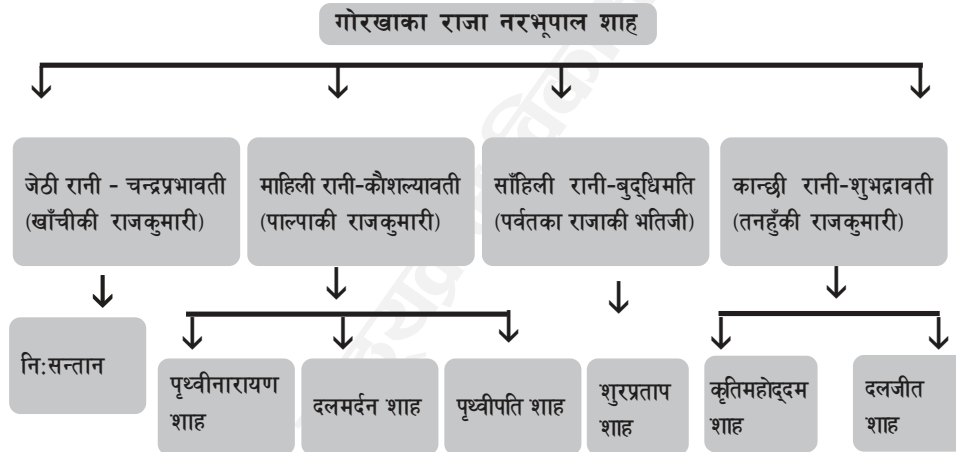 गोरखाका राजा नरभूपाल शाह
जेठी रानी - चन्द्रप्रभावती
(खाँचीकी राजकुमारी)
माहिली रानी-कौशल्यावती
(पाल्पाकी राजकुमारी)
साँहिली रानी-बुद्धिमति
(पर्वतका राजाकी भतिजी)
कान्छी रानी-शुभद्रावती
(तनहुँकी राजकुमारी)
नि:सन्तान
पृथ्वीनारायण
शाह
दलमर्दन शाह
पृथ्वीपति शाह
शुरप्रताप
शाह
कृतिमहोद्दम
शाह
दलजीत
शाह